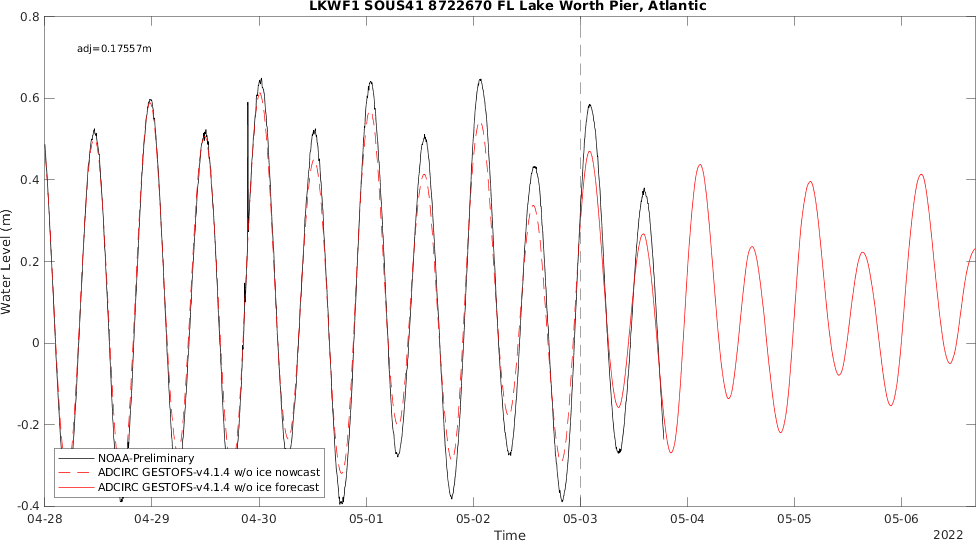 LKWF1 SOUS41 8722670 FL Lake Worth Pier, Atlantic
0.8
adj=0.17557m
0.6
0.4
0.2
0
-0.2
-0.4
Water Level (m)
NOAA-Preliminary
ADCIRC GESTOFS-v4.1.4 w/o ice nowcast
ADCIRC GESTOFS-v4.1.4 w/o ice forecast
04-28 04-29 04-30 05-01 05-02 05-03 05-04 05-05 05-06
Time
2022